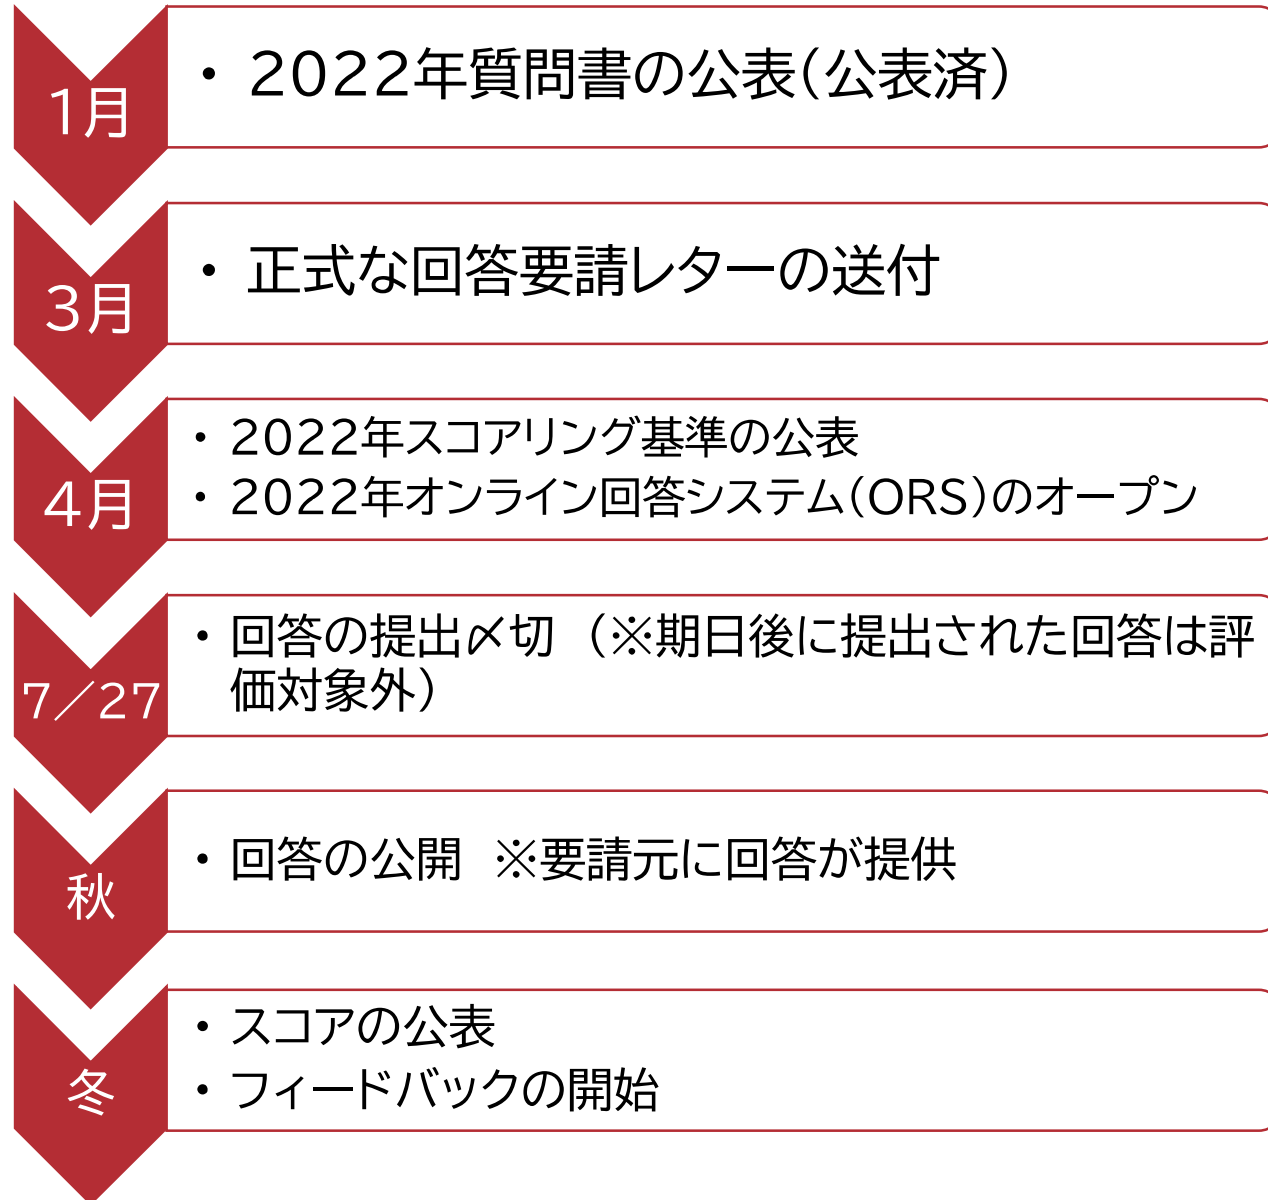 1月
・ 2022年質問書の公表（公表済）
3月
・ 正式な回答要請レターの送付
4月
・ 2022年スコアリング基準の公表
・ 2022年オンライン回答システム（ORS）のオープン
7／27
・ 回答の提出〆切 （※期日後に提出された回答は評
価対象外）
秋
・ 回答の公開 ※要請元に回答が提供
冬
・ スコアの公表
・ フィードバックの開始